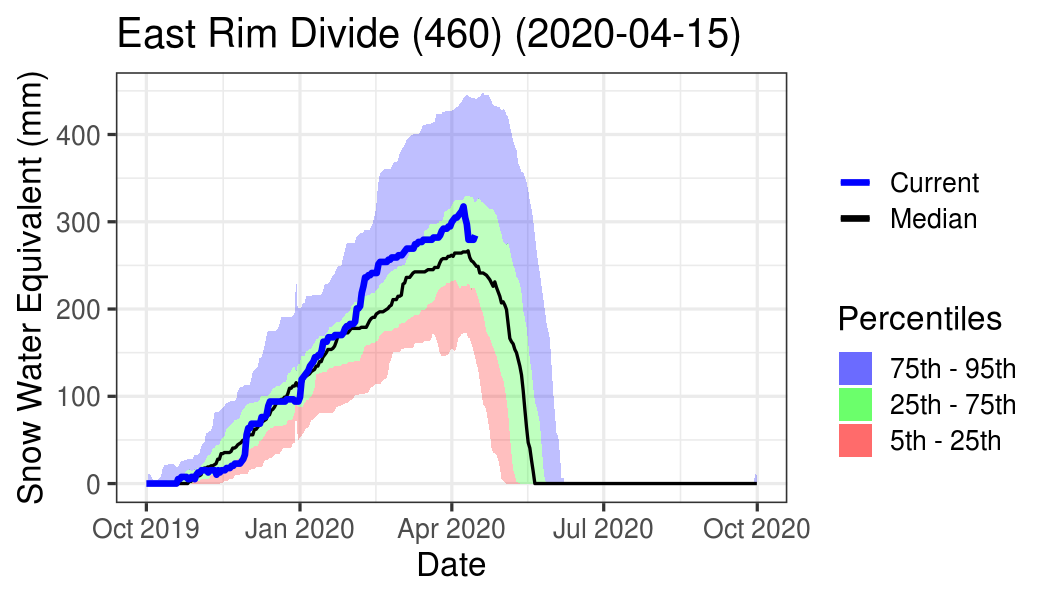 East Rim Divide (460) (2020-04-15)
Snow Water Equivalent (mm)
400
300
200
100
0
Oct 2019
Jan 2020
Apr 2020
Jul 2020
Oct 2020
Date
Current
Median
Percentiles
75th - 95th
25th - 75th
5th - 25th